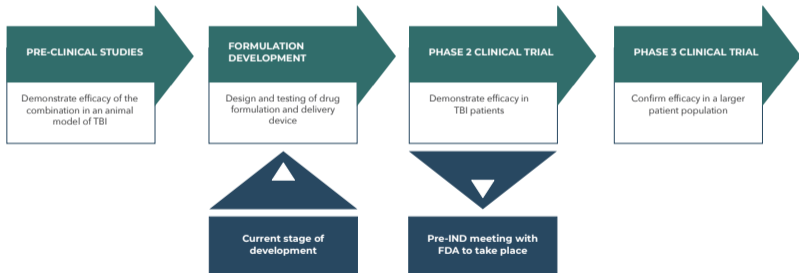 PRE-CLINICAL STUDIES
Demonstrate efficacy of the
combination in an animal
model of TBI
FORMULATION
DEVELOPMENT
Design and testing of drug
formulation and delivery
device
PHASE 2 CLINICAL TRIAL
Demonstrate efficacy in
TBI patients
PHASE 3 CLINICAL TRIAL
Confirm efficacy in a larger
patient population
Current stage of
development
Pre-IND meeting with
FDA to take place